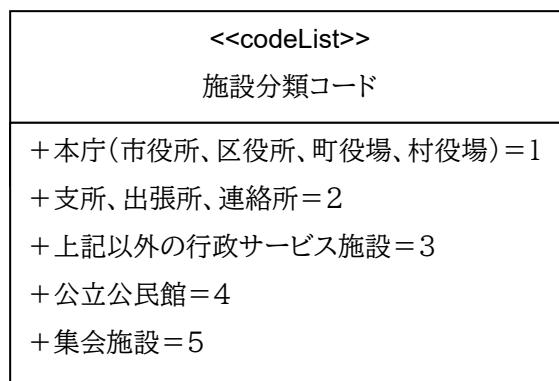 <<codeList>>
施設分類コード
＋本庁（市役所、区役所、町役場、村役場）＝１
＋支所、出張所、連絡所＝２
＋上記以外の行政サービス施設＝３
＋公立公民館＝４
＋集会施設＝５